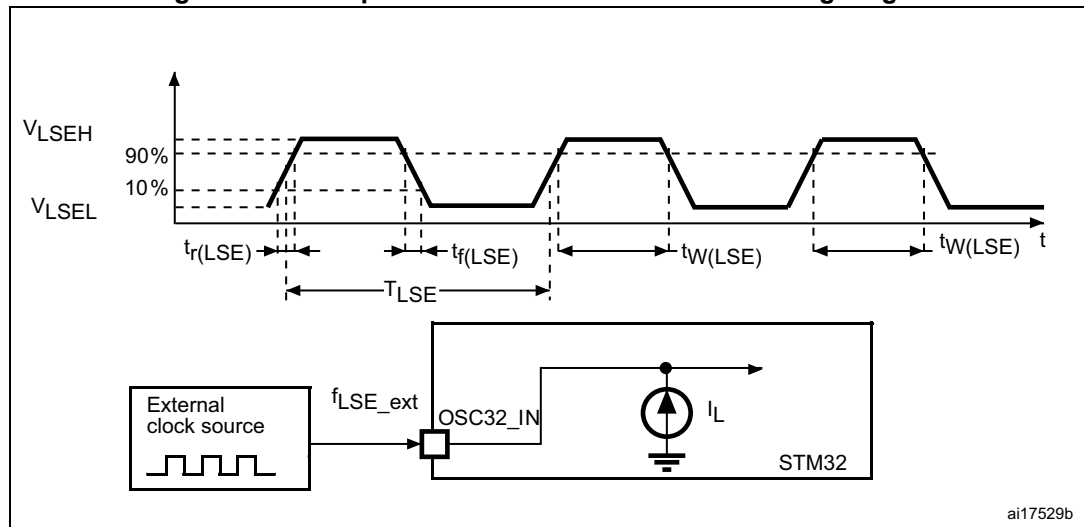 VLSEH
90%
10%
VLSEL
tr(LSE)
tf(LSE)
tW(LSE)
tW(LSE)
t
TLSE
External
clock source
fLSE_ext
OSC32_IN
IL
STM32
ai17529b